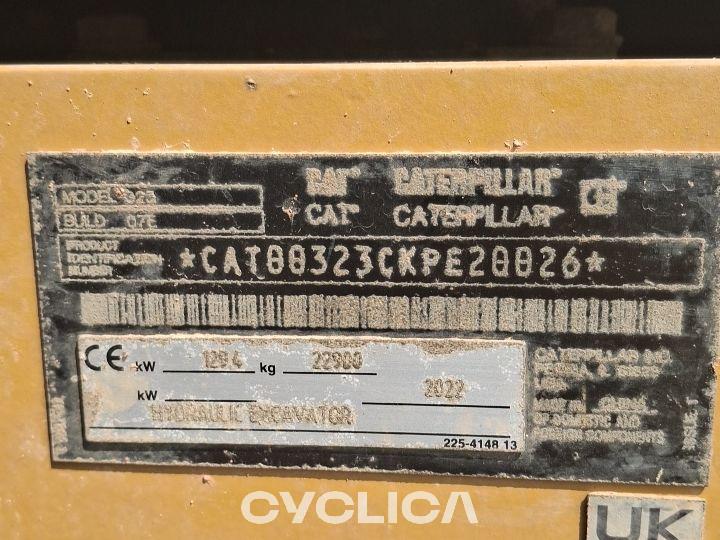 CAT CATERPILLAR
CAT CATERPILLAR
MODEL 323
BUILD 07E
PRODUCT
IDENTIFICATION
NUMBER
*CAT00323CKPE20026*
CE kW 129.4 kg 22900
kW 2022
HYDRAULIC EXCAVATOR
225-4148 13
CATERPILLAR INC
CYCLICA
UK